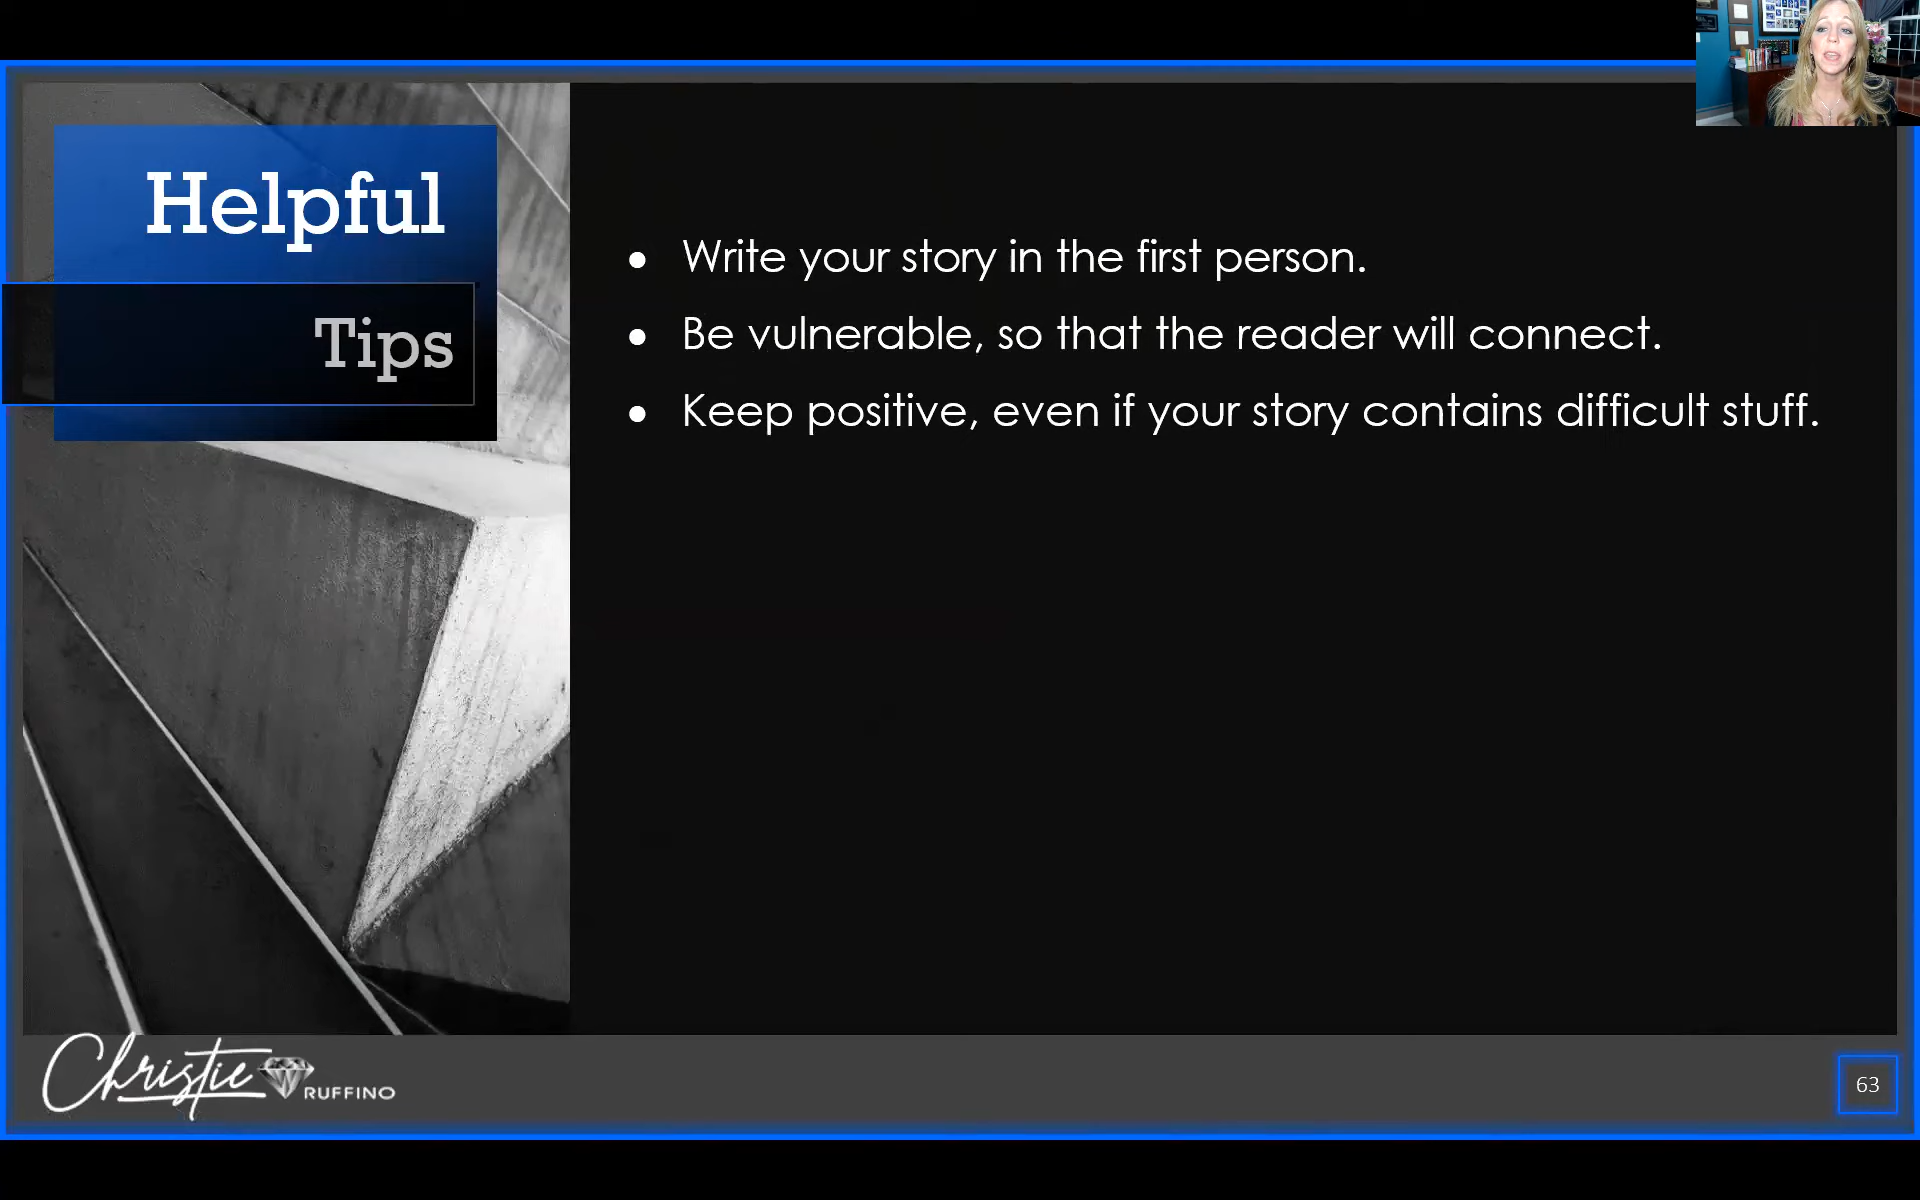 Helpful
Tips
● Write your story in the first person.
● Be vulnerable, so that the reader will connect.
● Keep positive, even if your story contains difficult stuff.
Christie RUFFINO
63